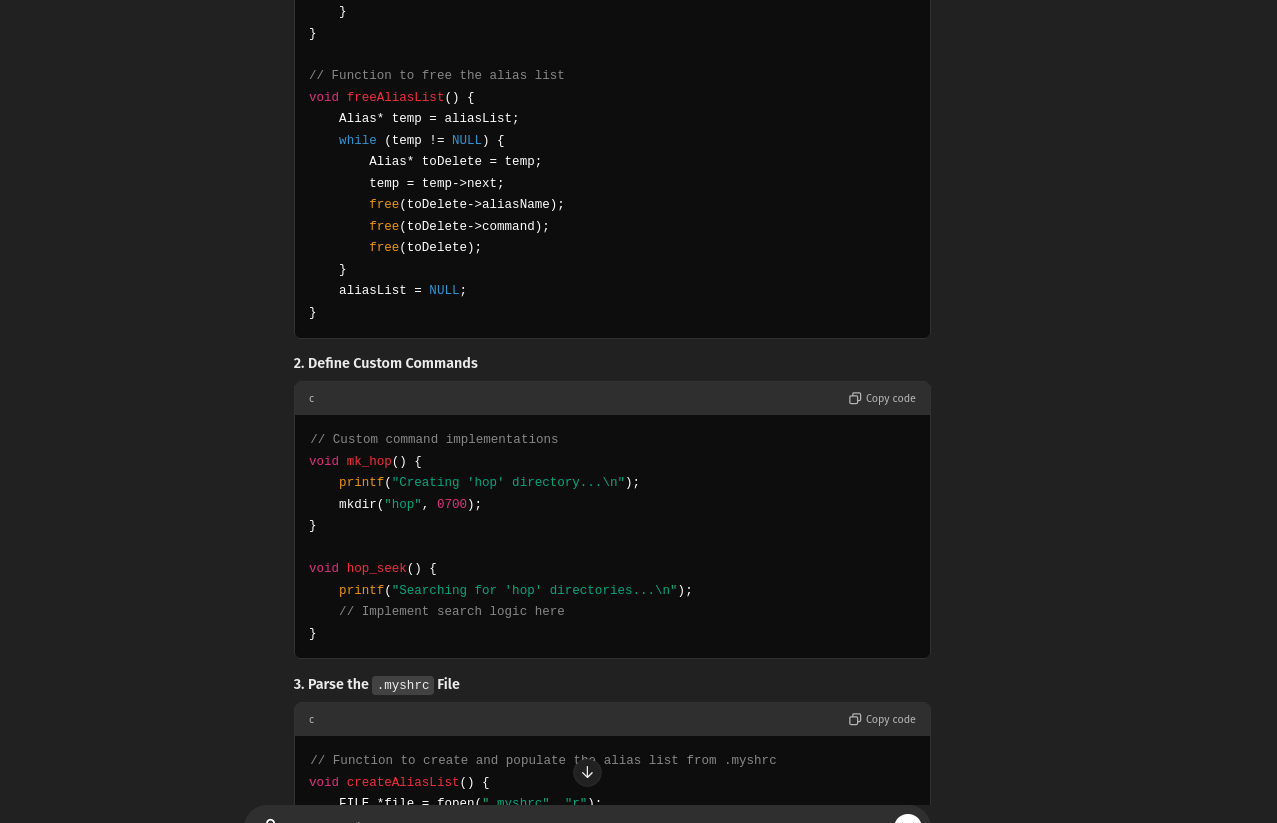 }
}
// Function to free the alias list
void freeAliasList() {
    Alias* temp = aliasList;
    while (temp != NULL) {
        Alias* toDelete = temp;
        temp = temp->next;
        free(toDelete->aliasName);
        free(toDelete->command);
        free(toDelete);
    }
    aliasList = NULL;
}
2. Define Custom Commands
c Copy code
// Custom command implementations
void mk_hop() {
    printf("Creating 'hop' directory...\n");
    mkdir("hop", 0700);
}
void hop_seek() {
    printf("Searching for 'hop' directories...\n");
    // Implement search logic here
}
3. Parse the .myshrc File
c Copy code
// Function to create and populate the alias list from .myshrc
void createAliasList() {
    FILE *file = fopen(".myshrc", "r");